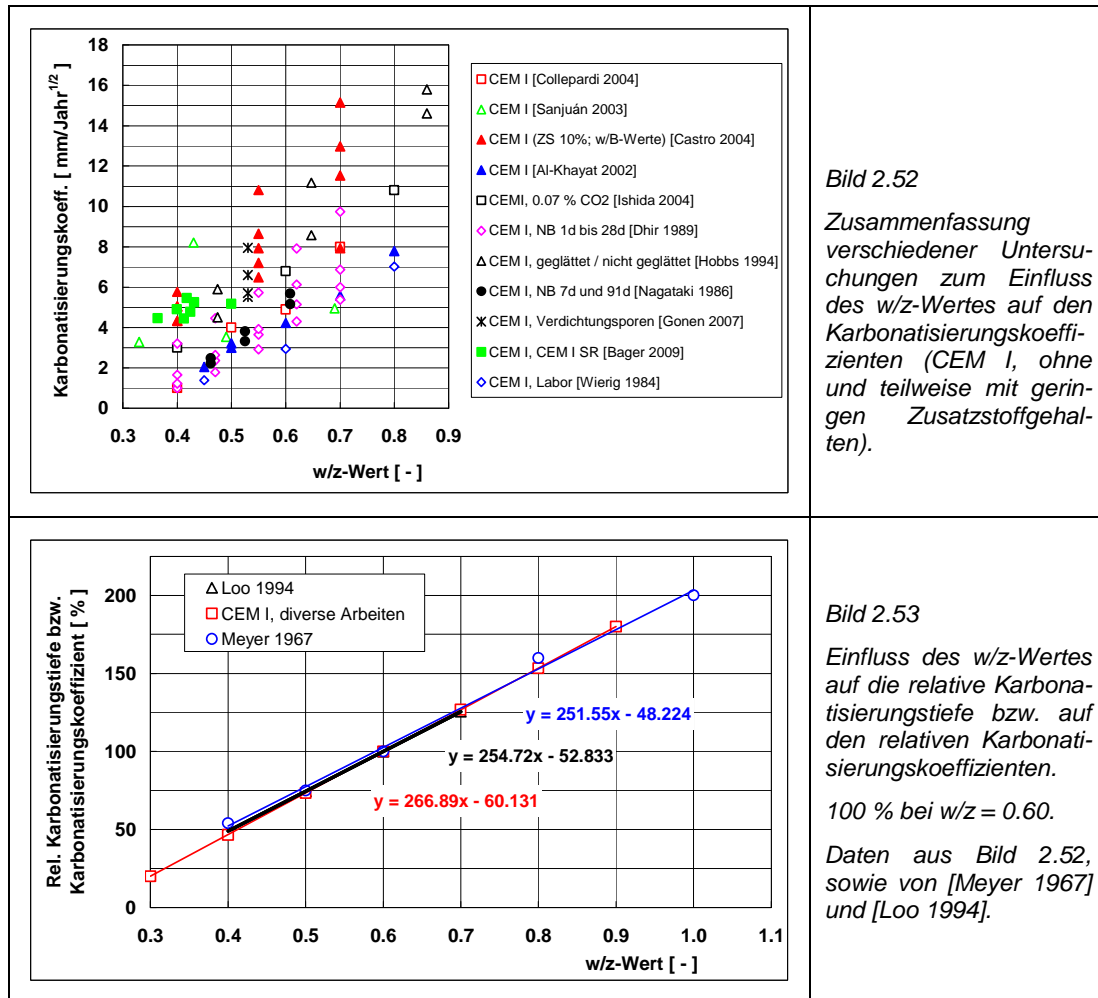 18
16
14
12
10
8
6
4
2
0
Karbonatisierungskoeff. [ mm/Jahr1/2 ]
0.3 0.4 0.5 0.6 0.7 0.8 0.9
w/z-Wert [ - ]
CEM I [Collepardi 2004]
CEM I [Sanjuán 2003]
CEM I (ZS 10%; w/B-Werte) [Castro 2004]
CEM I [Al-Khayat 2002]
CEMI, 0.07 % CO2 [Ishida 2004]
CEM I, NB 1d bis 28d [Dhir 1989]
CEM I, geglättet / nicht geglättet [Hobbs 1994]
CEM I, NB 7d und 91d [Nagataki 1986]
CEM I, Verdichtungsporen [Gonen 2007]
CEM I, CEM I SR [Bager 2009]
CEM I, Labor [Wierig 1984]
Bild 2.52
Zusammenfassung
verschiedener Untersu-
chungen zum Einfluss
des w/z-Wertes auf den
Karbonatisierungskoeffi-
zienten (CEM I, ohne
und teilweise mit gerin-
gen Zusatzstoffgehal-
ten).
200
150
100
50
0
Rel. Karbonatisierungstiefe bzw.
Karbonatisierungskoeffizient [ % ]
Loo 1994
CEM I, diverse Arbeiten
Meyer 1967
y = 251.55x - 48.224
y = 254.72x - 52.833
y = 266.89x - 60.131
0.3 0.4 0.5 0.6 0.7 0.8 0.9 1.0 1.1
w/z-Wert [ - ]
Bild 2.53
Einfluss des w/z-Wertes
auf die relative Karbona-
tisierungstiefe bzw. auf
den relativen Karbonati-
sierungskoeffizienten.
100 % bei w/z = 0.60.
Daten aus Bild 2.52,
sowie von [Meyer 1967]
und [Loo 1994].